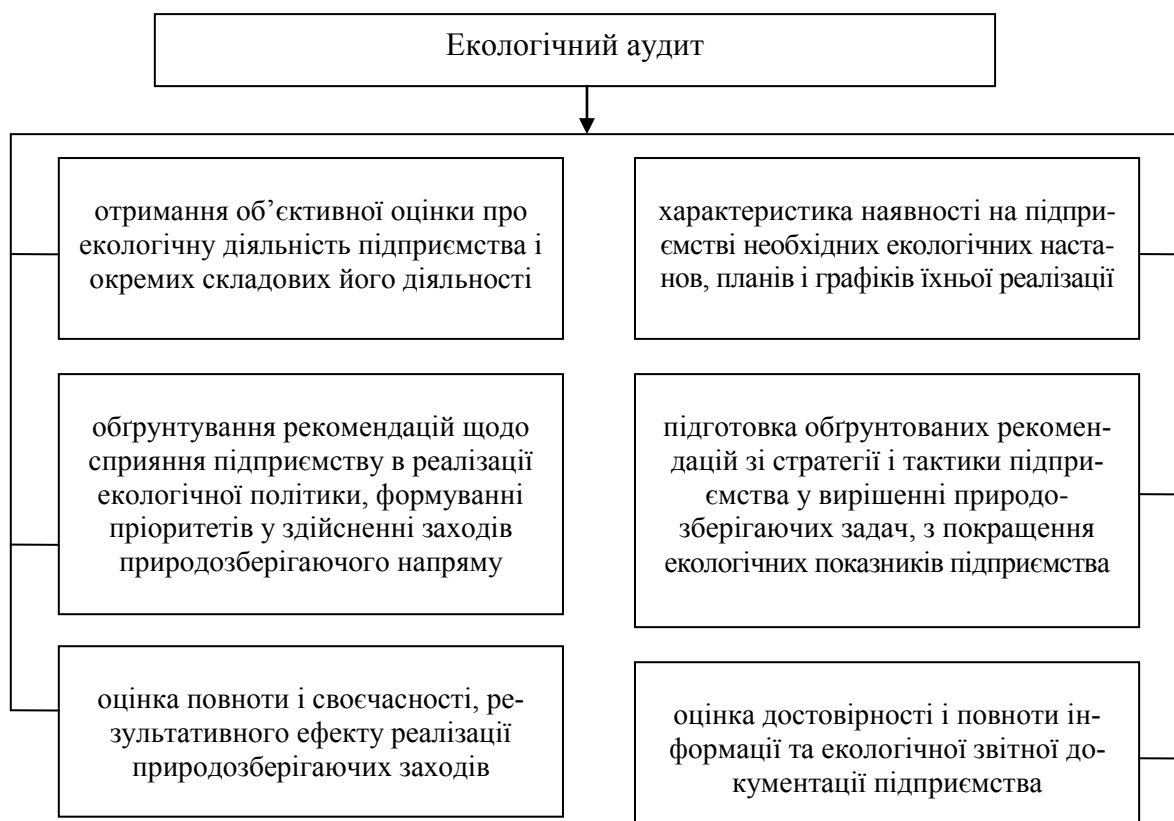 Екологічний аудит
отримання об’єктивної оцінки про
екологічну діяльність підприємства і
окремих складових його діяльності
характеристика наявності на підпри-
ємстві необхідних екологічних наста-
нов, планів і графіків їхньої реалізації
обґрунтування рекомендацій щодо
сприяння підприємству в реалізації
екологічної політики, формуванні
пріоритетів у здійсненні заходів
природозберігаючого напряму
підготовка обґрунтованих рекомен-
дацій зі стратегії і тактики підпри-
ємства у вирішенні природо-
зберігаючих задач, з покращення
екологічних показників підприємства
оцінка повноти і своєчасності, ре-
зультативного ефекту реалізації
природозберігаючих заходів
оцінка достовірності і повноти ін-
формації та екологічної звітної до-
кументації підприємства